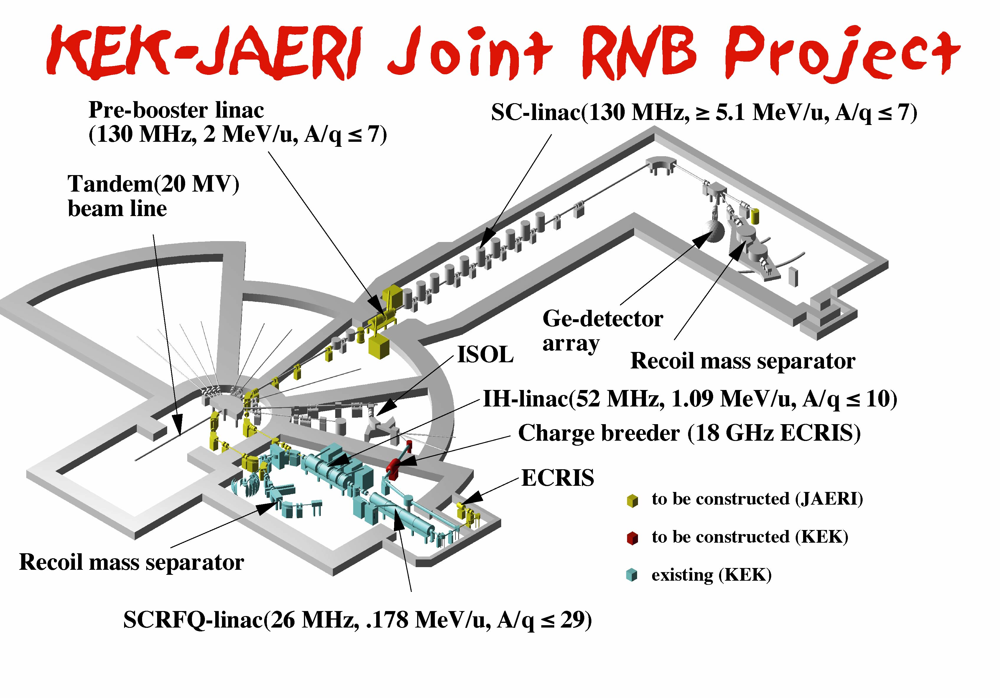 KEK-JAERI Joint RNB Project
Pre-booster linac
(130 MHz, 2 MeV/u, A/q ≤ 7)
SC-linac(130 MHz, ≥ 5.1 MeV/u, A/q ≤ 7)
Tandem(20 MV)
beam line
Ge-detector
array
ISOL
Recoil mass separator
IH-linac(52 MHz, 1.09 MeV/u, A/q ≤ 10)
Charge breeder (18 GHz ECRIS)
ECRIS
to be constructed (JAERI)
to be constructed (KEK)
existing (KEK)
Recoil mass separator
SCRFQ-linac(26 MHz, .178 MeV/u, A/q ≤ 29)